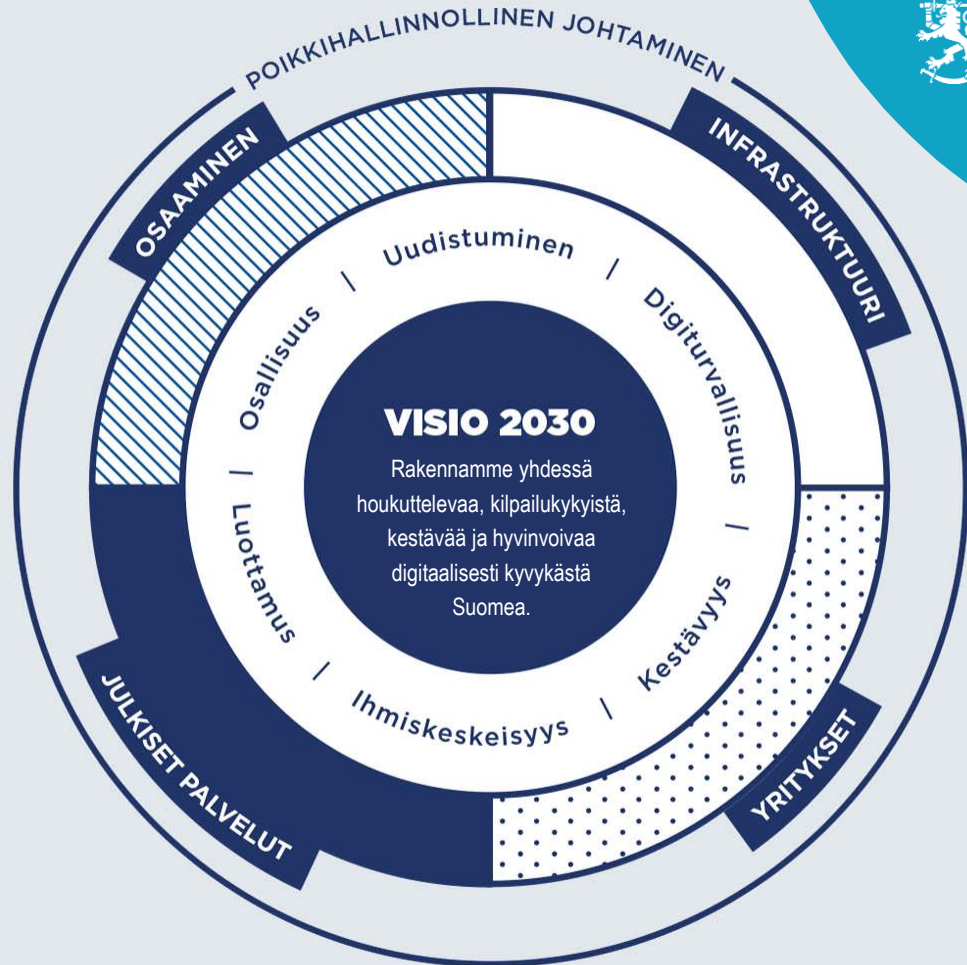 POIKKIHALLINNOLLINEN JOHTAMINEN
OSAAMINEN
INFRASTRUKTUURI
Uudistuminen
|
Digiturvallisuus
|
Kestävyys
|
Ihmiskeskeisyys
|
Luottamus
|
Osallisuus
|
VISIO 2030
Rakennamme yhdessä
houkuttelevaa, kilpailukykyistä,
kestävää ja hyvinvoivaa
digitaalisesti kyvykästä
Suomea.
JULKISET PALVELUT
YRITYKSET